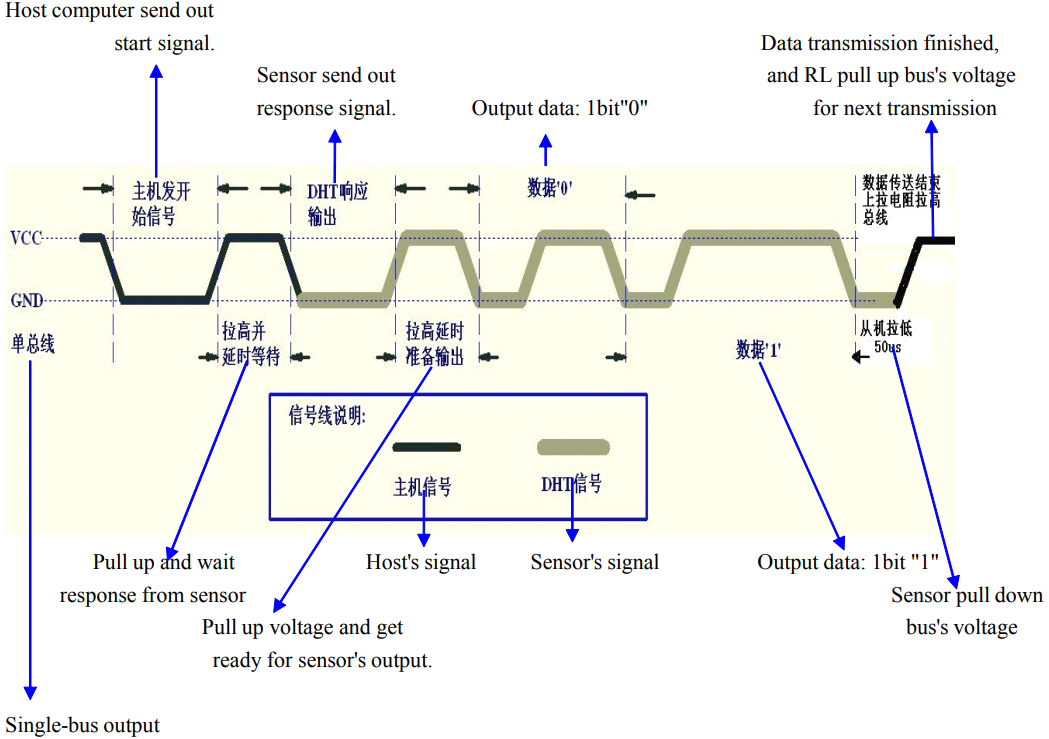 Host computer send out
start signal.
Sensor send out
response signal.
Output data: 1bit"0"
Data transmission finished,
and RL pull up bus's voltage
for next transmission
主机发开
始信号
DHT响应
输出
数据'0'
数据传送结束
上拉电阻拉高
总线
VCC
GND
单总线
拉高并
延时等待
拉高延时
准备输出
数据'1'
从机拉低
50us
信号线说明:
主机信号
DHT信号
Pull up and wait
response from sensor
Host's signal
Sensor's signal
Output data: 1bit "1"
Sensor pull down
bus's voltage
Pull up voltage and get
ready for sensor's output.
Single-bus output